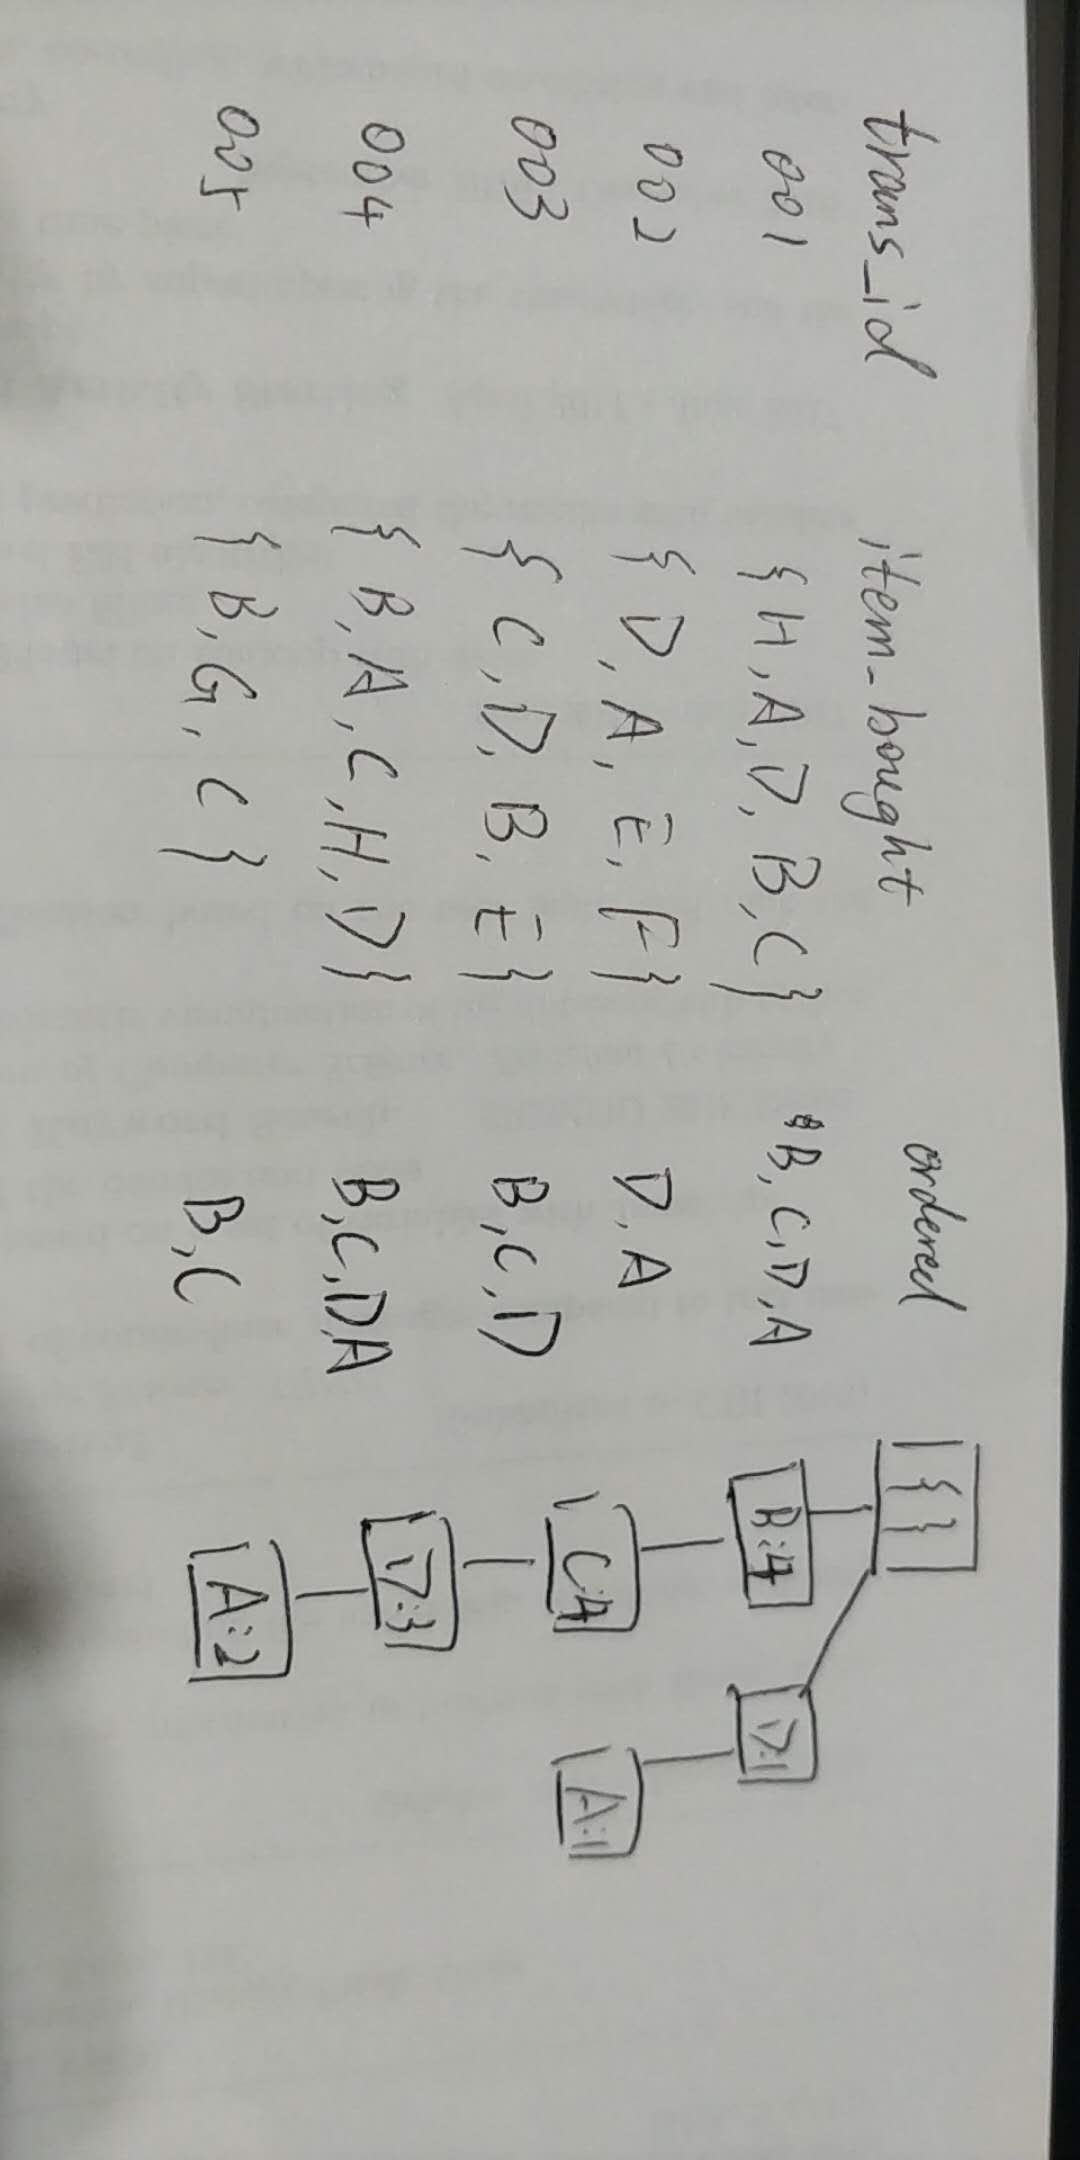 trans_id item_bought ordered { }
001 {H, A, D, B, C} B, C, D, A B:4 D:1
002 { D, A, E, F} D, A C:4 A:1
003 { C, D, B, E} B, C, D D:3
004 { B, A, C, H, D} B, C, D, A A:2
005 { B, G, C } B, C